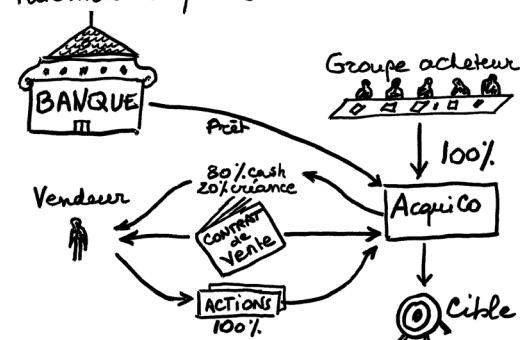 BANQUE
Groupe acheteur
Prêt
100%
80% cash
20% créance
Vendeur
AcquiCo
CONTRAT
de
Vente
ACTIONS
100%
Cible